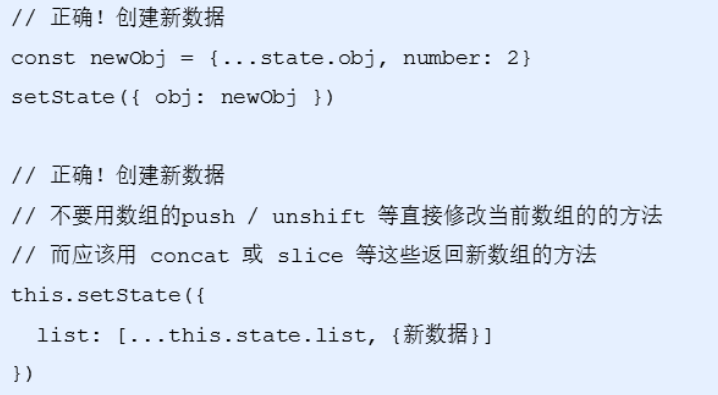 // 正确！创建新数据
const newObj = {...state.obj, number: 2}
setState({ obj: newObj })
// 正确！创建新数据
// 不要用数组的push / unshift 等直接修改当前数组的的方法
// 而应该用 concat 或 slice 等这些返回新数组的方法
this.setState({
  list: [...this.state.list, {新数据}]
})